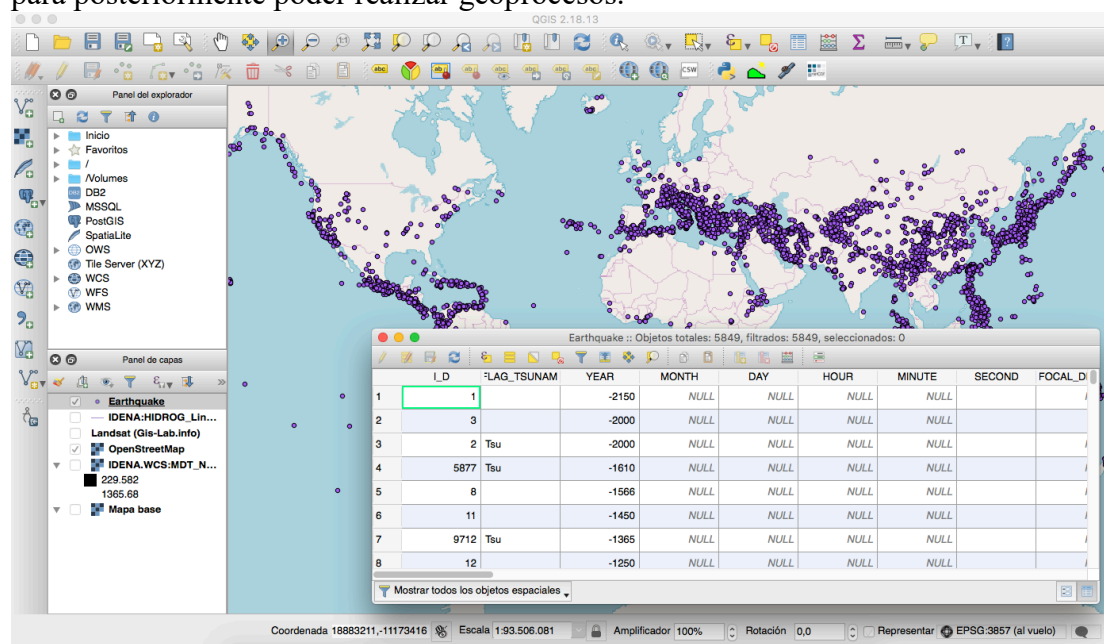 para posteriormente poder realizar geoprocesos.
QGIS 2.18.13
Panel del explorador
Inicio
Favoritos
/
/Volumes
DB2
MSSQL
PostGIS
SpatiaLite
OWS
Tile Server (XYZ)
WCS
WFS
WMS
Panel de capas
Earthquake
IDENA:HIDROG_Lin...
Landsat (Gis-Lab.info)
OpenStreetMap
IDENA.WCS:MDT_N...
229.582
1365.68
Mapa base
Earthquake :: Objetos totales: 5849, filtrados: 5849, seleccionados: 0
I_D FLAG_TSUNAM YEAR MONTH DAY HOUR MINUTE SECOND FOCAL_D
1 1 -2150 NULL NULL NULL NULL
2 3 -2000 NULL NULL NULL NULL
3 2 Tsu -2000 NULL NULL NULL NULL
4 5877 Tsu -1610 NULL NULL NULL NULL
5 8 -1566 NULL NULL NULL NULL
6 11 -1450 NULL NULL NULL NULL
7 9712 Tsu -1365 NULL NULL NULL NULL
8 12 -1250 NULL NULL NULL NULL
Mostrar todos los objetos espaciales
Coordenada 18883211,-11173416 Escala 1:93.506.081 Amplificador 100% Rotación 0,0 Representar EPSG:3857 (al vuelo)